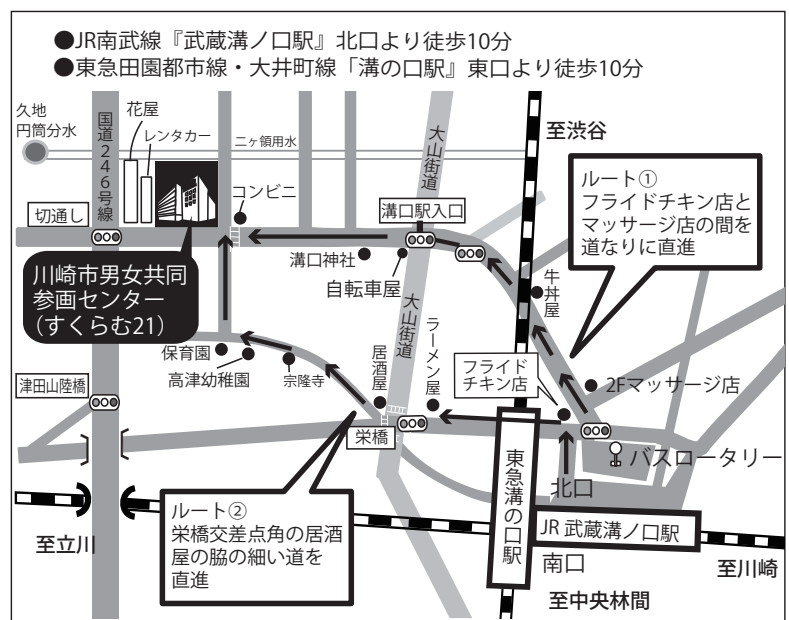 ●JR南武線『武蔵溝ノ口駅』北口より徒歩10分
●東急田園都市線・大井町線「溝の口駅』東口より徒歩10分
久地
円筒分水
国道246号線
花屋
レンタカー
二ヶ領用水
大山街道
至渋谷
コンビニ
切通し
溝口駅入口
ルート①
フライドチキン店と
マッサージ店の間を
道なりに直進
川崎市男女共同
参画センター
(すくらむ21)
溝口神社
自転車屋
牛丼屋
大山街道
保育園
高津幼稚園
宗隆寺
居酒屋
ラーメン屋
フライド
チキン店
2Fマッサージ店
津田山陸橋
栄橋
バスロータリー
北口
ルート②
栄橋交差点角の居酒
屋の脇の細い道を
直進
東急溝の口駅
JR 武蔵溝ノ口駅
至立川
南口
至川崎
至中央林間